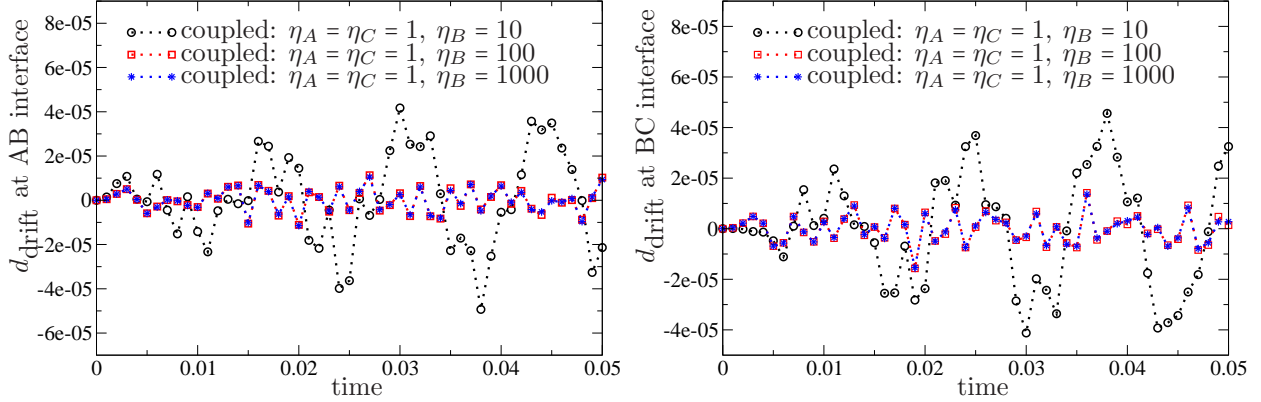 8e-05
6e-05
4e-05
2e-05
0
-2e-05
-4e-05
-6e-05
d_drift at AB interface
coupled: η_A = η_C = 1, η_B = 10
coupled: η_A = η_C = 1, η_B = 100
coupled: η_A = η_C = 1, η_B = 1000
0 0.01 0.02 0.03 0.04 0.05
time
8e-05
6e-05
4e-05
2e-05
0
-2e-05
-4e-05
d_drift at BC interface
coupled: η_A = η_C = 1, η_B = 10
coupled: η_A = η_C = 1, η_B = 100
coupled: η_A = η_C = 1, η_B = 1000
0 0.01 0.02 0.03 0.04 0.05
time